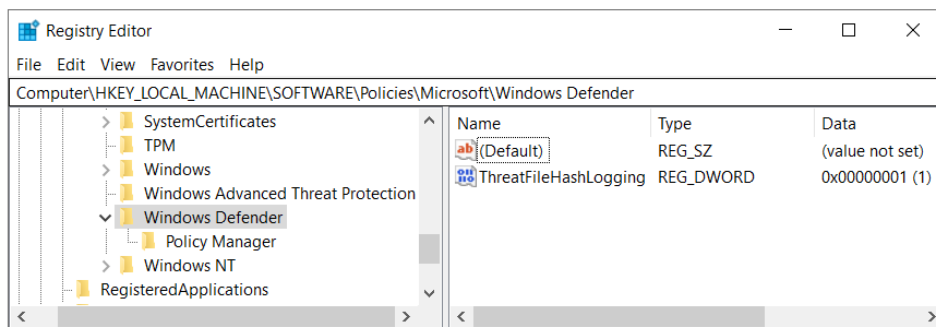 Registry Editor
File Edit View Favorites Help
Computer\HKEY_LOCAL_MACHINE\SOFTWARE\Policies\Microsoft\Windows Defender
SystemCertificates
TPM
Windows
Windows Advanced Threat Protection
Windows Defender
Policy Manager
Windows NT
RegisteredApplications
Name Type Data
(Default) REG_SZ (value not set)
ThreatFileHashLogging REG_DWORD 0x00000001 (1)